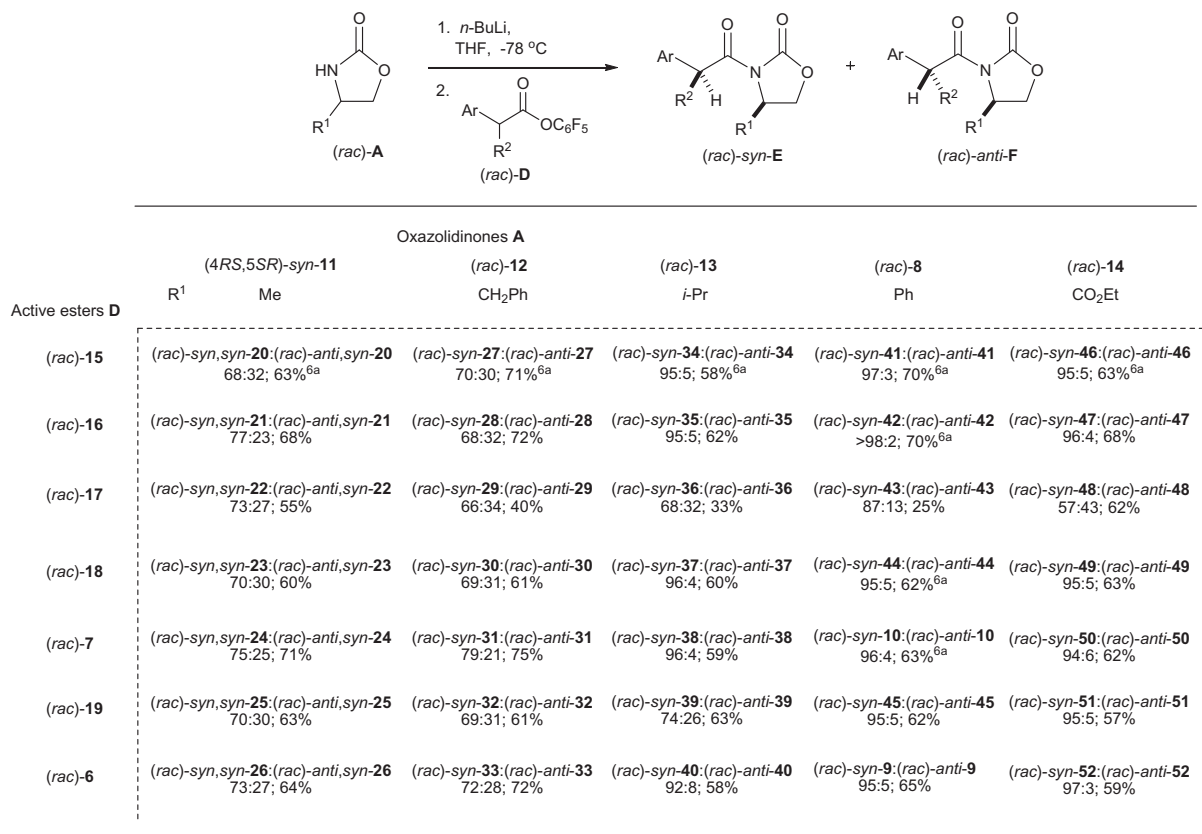 1. n-BuLi,
THF, -78 °C
2.
O
HN
O
R¹
(rac)-A
O
Ar
OC₆F₅
R²
(rac)-D
O
O
Ar
N
O
R²
H
R¹
(rac)-syn-E
+
O
O
Ar
N
O
H
R²
R¹
(rac)-anti-F
Oxazolidinones A
(4RS,5SR)-syn-11 (rac)-12 (rac)-13 (rac)-8 (rac)-14
R¹ Me CH₂Ph i-Pr Ph CO₂Et
Active esters D
(rac)-15 (rac)-syn,syn-20:(rac)-anti,syn-20 (rac)-syn-27:(rac)-anti-27 (rac)-syn-34:(rac)-anti-34 (rac)-syn-41:(rac)-anti-41 (rac)-syn-46:(rac)-anti-46
68:32; 63%⁶ᵃ 70:30; 71%⁶ᵃ 95:5; 58%⁶ᵃ 97:3; 70%⁶ᵃ 95:5; 63%⁶ᵃ
(rac)-16 (rac)-syn,syn-21:(rac)-anti,syn-21 (rac)-syn-28:(rac)-anti-28 (rac)-syn-35:(rac)-anti-35 (rac)-syn-42:(rac)-anti-42 (rac)-syn-47:(rac)-anti-47
77:23; 68% 68:32; 72% 95:5; 62% >98:2; 70%⁶ᵃ 96:4; 68%
(rac)-17 (rac)-syn,syn-22:(rac)-anti,syn-22 (rac)-syn-29:(rac)-anti-29 (rac)-syn-36:(rac)-anti-36 (rac)-syn-43:(rac)-anti-43 (rac)-syn-48:(rac)-anti-48
73:27; 55% 66:34; 40% 68:32; 33% 87:13; 25% 57:43; 62%
(rac)-18 (rac)-syn,syn-23:(rac)-anti,syn-23 (rac)-syn-30:(rac)-anti-30 (rac)-syn-37:(rac)-anti-37 (rac)-syn-44:(rac)-anti-44 (rac)-syn-49:(rac)-anti-49
70:30; 60% 69:31; 61% 96:4; 60% 95:5; 62%⁶ᵃ 95:5; 63%
(rac)-7 (rac)-syn,syn-24:(rac)-anti,syn-24 (rac)-syn-31:(rac)-anti-31 (rac)-syn-38:(rac)-anti-38 (rac)-syn-10:(rac)-anti-10 (rac)-syn-50:(rac)-anti-50
75:25; 71% 79:21; 75% 96:4; 59% 96:4; 63%⁶ᵃ 94:6; 62%
(rac)-19 (rac)-syn,syn-25:(rac)-anti,syn-25 (rac)-syn-32:(rac)-anti-32 (rac)-syn-39:(rac)-anti-39 (rac)-syn-45:(rac)-anti-45 (rac)-syn-51:(rac)-anti-51
70:30; 63% 69:31; 61% 74:26; 63% 95:5; 62% 95:5; 57%
(rac)-6 (rac)-syn,syn-26:(rac)-anti,syn-26 (rac)-syn-33:(rac)-anti-33 (rac)-syn-40:(rac)-anti-40 (rac)-syn-9:(rac)-anti-9 (rac)-syn-52:(rac)-anti-52
73:27; 64% 72:28; 72% 92:8; 58% 95:5; 65% 97:3; 59%